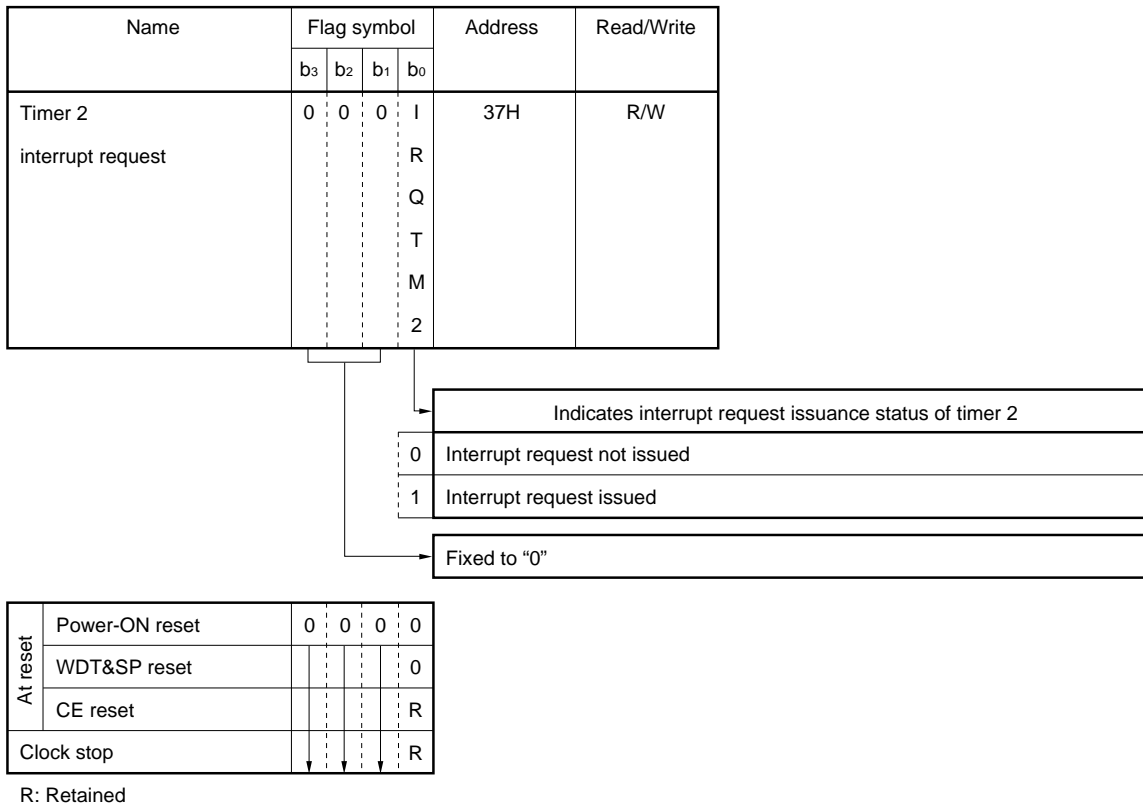 Name Flag symbol Address Read/Write
b3 b2 b1 b0
Timer 2 0 0 0 I 37H R/W
interrupt request R
Q
T
M
2
Indicates interrupt request issuance status of timer 2
0 Interrupt request not issued
1 Interrupt request issued
Fixed to “0”
At reset
Power-ON reset 0 0 0 0
WDT&SP reset 0
CE reset R
Clock stop R
R: Retained